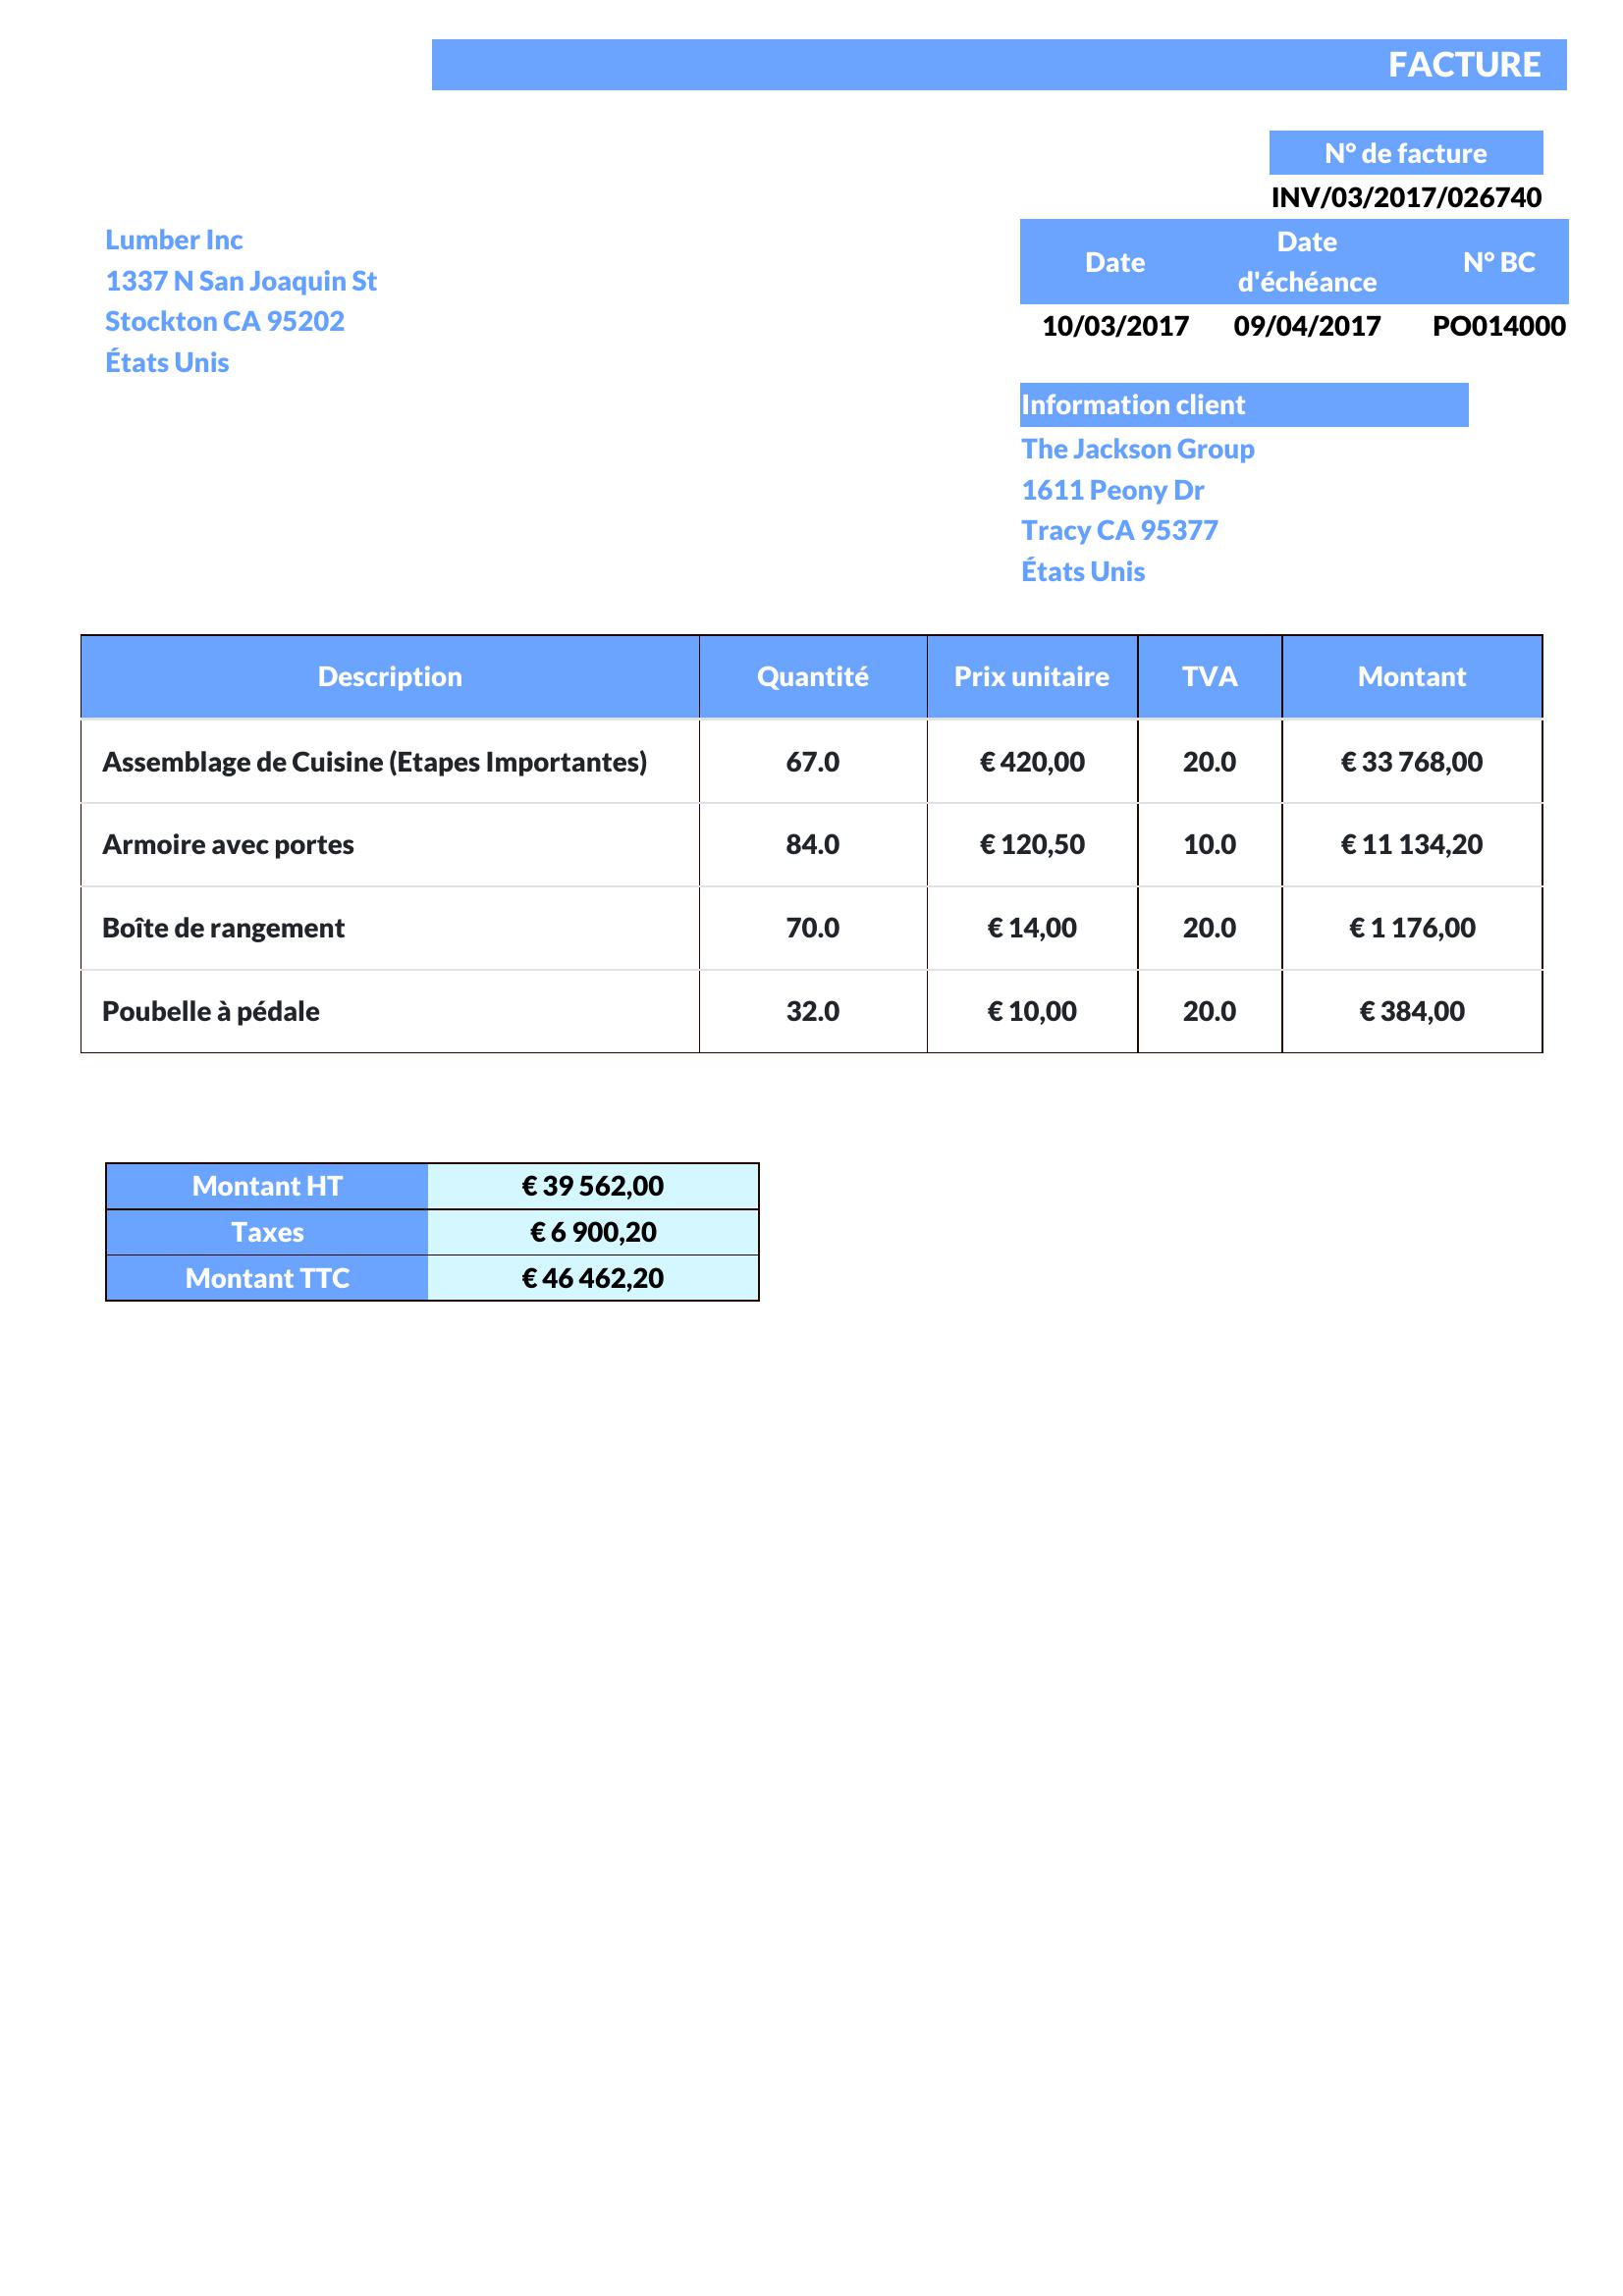 FACTURE
N° de facture
INV/03/2017/026740
Lumber Inc
1337 N San Joaquin St
Stockton CA 95202
États Unis
Date Date d'échéance N° BC
10/03/2017 09/04/2017 PO014000
Information client
The Jackson Group
1611 Peony Dr
Tracy CA 95377
États Unis
Description Quantité Prix unitaire TVA Montant
Assemblage de Cuisine (Etapes Importantes) 67.0 € 420,00 20.0 € 33 768,00
Armoire avec portes 84.0 € 120,50 10.0 € 11 134,20
Boîte de rangement 70.0 € 14,00 20.0 € 1 176,00
Poubelle à pédale 32.0 € 10,00 20.0 € 384,00
Montant HT € 39 562,00
Taxes € 6 900,20
Montant TTC € 46 462,20